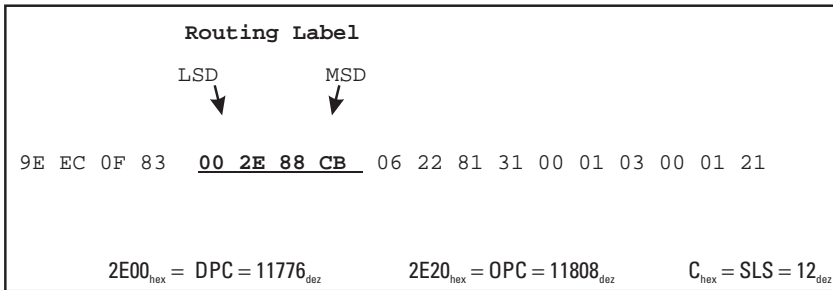 Routing Label
LSD MSD
9E EC 0F 83 00 2E 88 CB 06 22 81 31 00 01 03 00 01 21
2E00hex = DPC = 11776dez 2E20hex = OPC = 11808dez Chex = SLS = 12dez